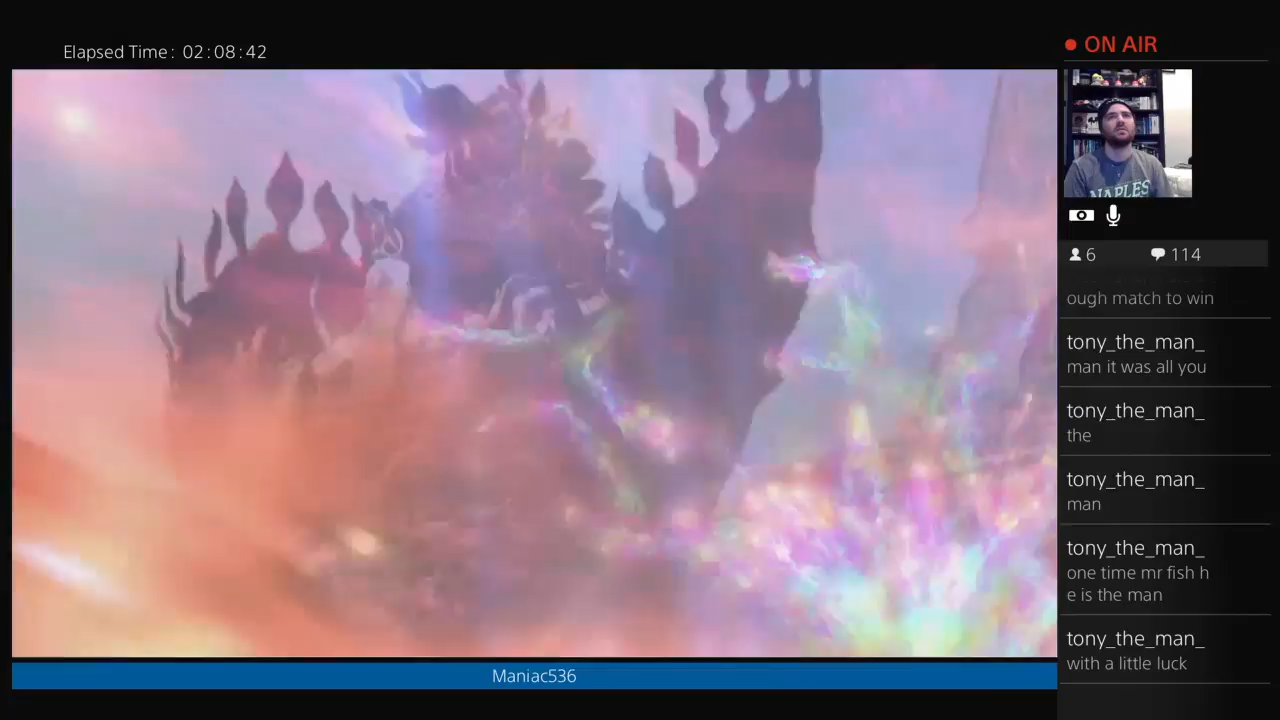 Elapsed Time: 02:08:42
ON AIR
NAPLES
6
114
ough match to win
tony_the_man_
man it was all you
tony_the_man_
the
tony_the_man_
man
tony_the_man_
one time mr fish h
e is the man
tony_the_man_
with a little luck
Maniac536